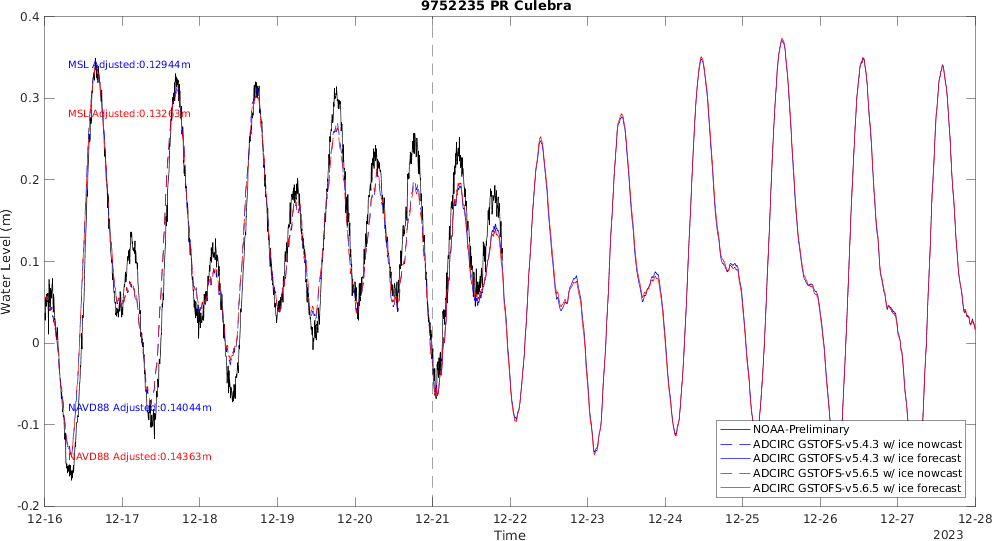 9752235 PR Culebra
0.4
MSL Adjusted:0.12944m
0.3
MSL Adjusted:0.13263m
0.2
Water Level (m)
0.1
0
NAVD88 Adjusted:0.14044m
-0.1
NAVD88 Adjusted:0.14363m
-0.2
NOAA-Preliminary
ADCIRC GSTOFS-v5.4.3 w/ ice nowcast
ADCIRC GSTOFS-v5.4.3 w/ ice forecast
ADCIRC GSTOFS-v5.6.5 w/ ice nowcast
ADCIRC GSTOFS-v5.6.5 w/ ice forecast
12-16 12-17 12-18 12-19 12-20 12-21 12-22 12-23 12-24 12-25 12-26 12-27 12-28
Time
2023